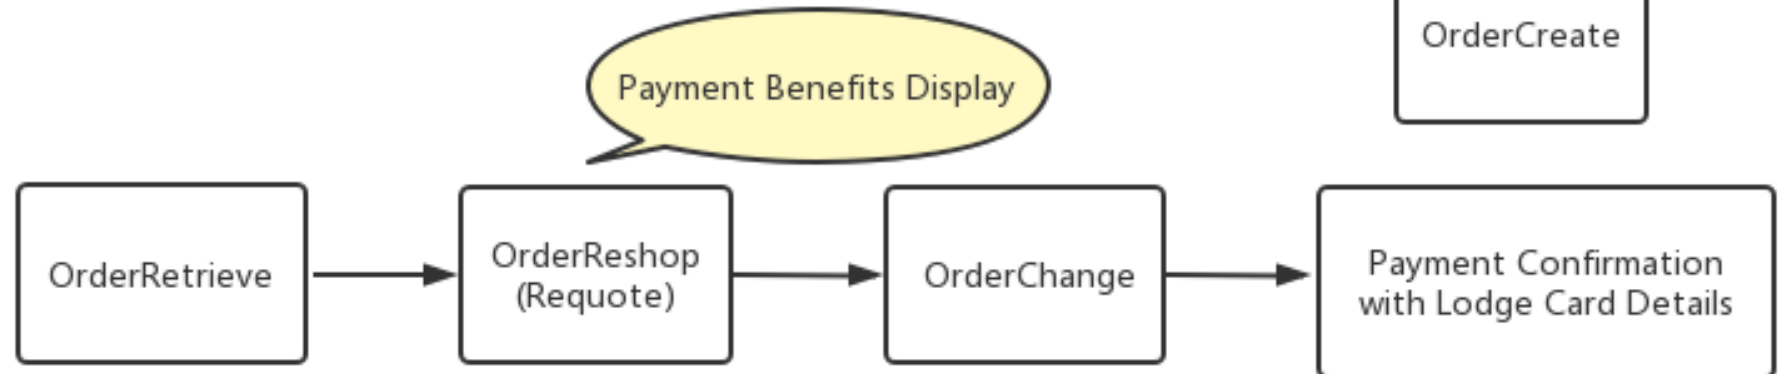 OrderCreate
Payment Benefits Display
OrderRetrieve
OrderReshop
(Requote)
OrderChange
Payment Confirmation
with Lodge Card Details